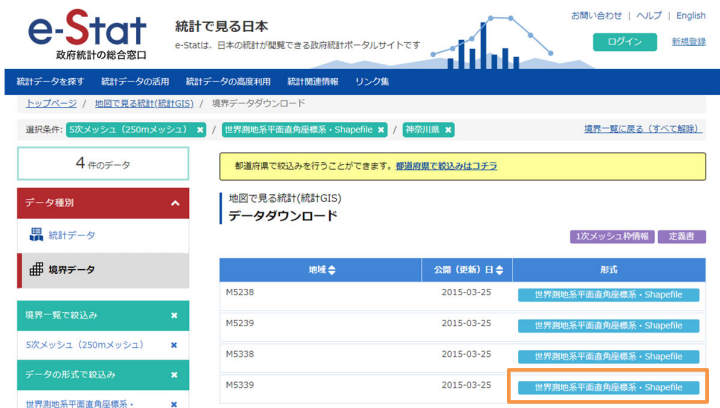 e-Stat
政府統計の総合窓口
統計で見る日本
e-Statは、日本の統計が閲覧できる政府統計ポータルサイトです
お問い合わせ | ヘルプ | English
ログイン 新規登録
統計データを探す 統計データの活用 統計データの高度利用 統計関連情報 リンク集
トップページ / 地図で見る統計(統計GIS) / 境界データダウンロード
選択条件: 5次メッシュ（250mメッシュ） × / 世界測地系平面直角座標系・Shapefile × / 神奈川県 × 境界一覧に戻る（すべて解除）
4 件のデータ
都道府県で絞込みを行うことができます。都道府県で絞込みはコチラ
データ種別
統計データ
境界データ
境界一覧で絞込み ×
5次メッシュ（250mメッシュ） ×
データの形式で絞込み ×
世界測地系平面直角座標系・ ×
地図で見る統計(統計GIS)
データダウンロード
1次メッシュ枠情報 定義書
地域 公開（更新）日 形式
M5238 2015-03-25 世界測地系平面直角座標系・Shapefile
M5239 2015-03-25 世界測地系平面直角座標系・Shapefile
M5338 2015-03-25 世界測地系平面直角座標系・Shapefile
M5339 2015-03-25 世界測地系平面直角座標系・Shapefile